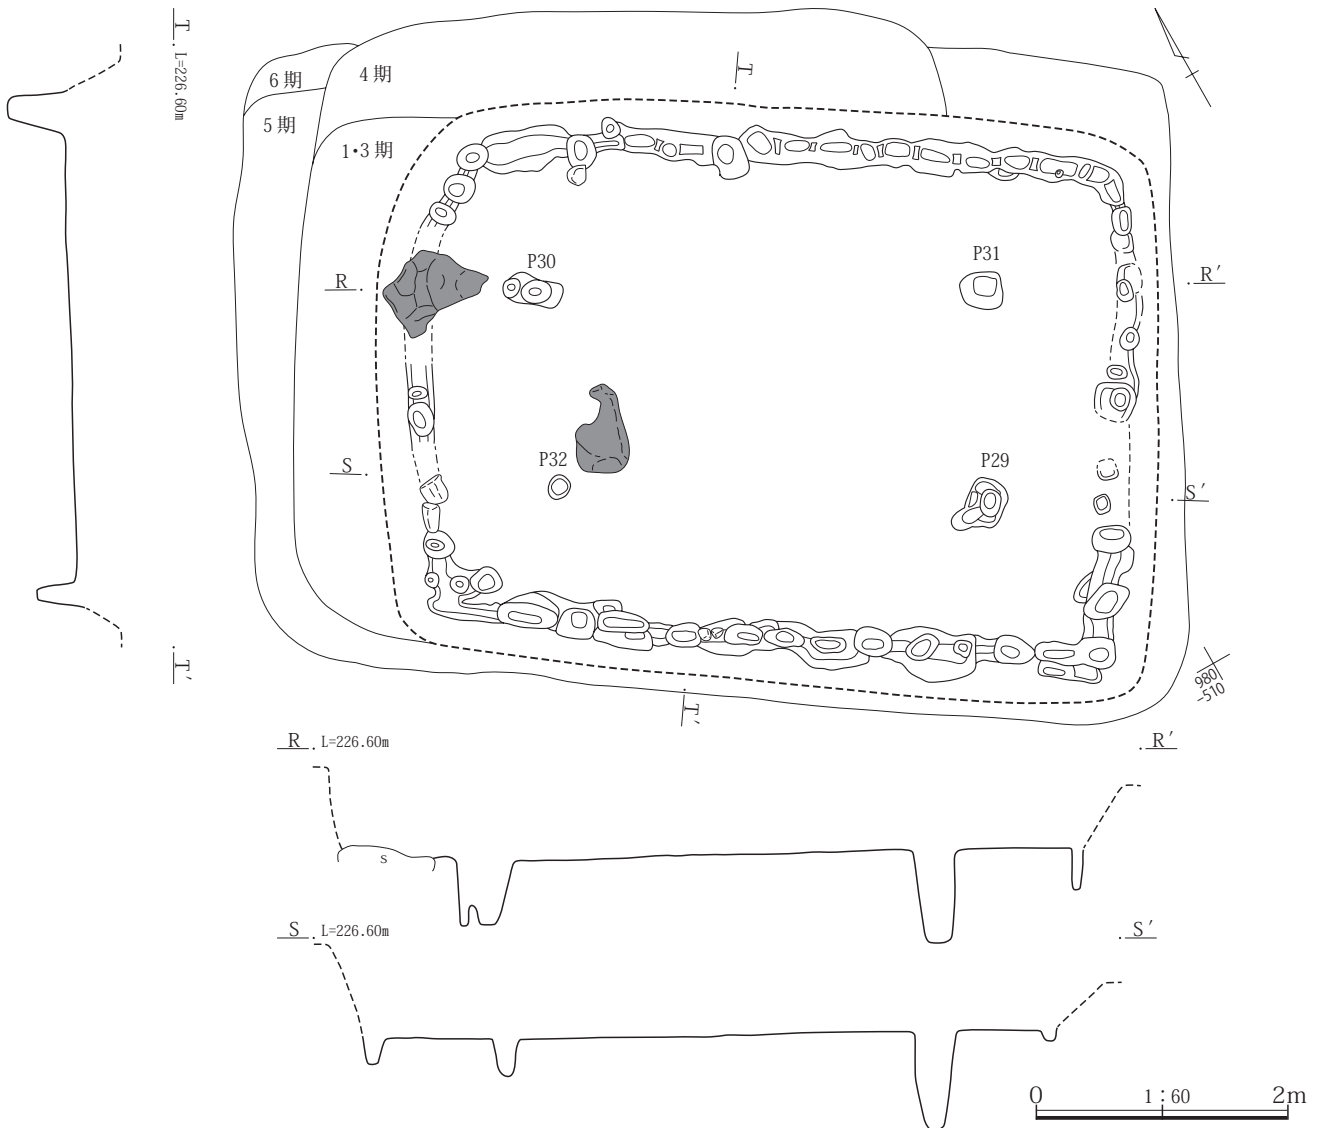 T
L=226.60m
T
6期
4期
5期
1・3期
P30
P31
R
R′
P32
P29
S
S′
T′
T′
980
-510
R
L=226.60m
R′
s
S
L=226.60m
S′
0
1：60
2m